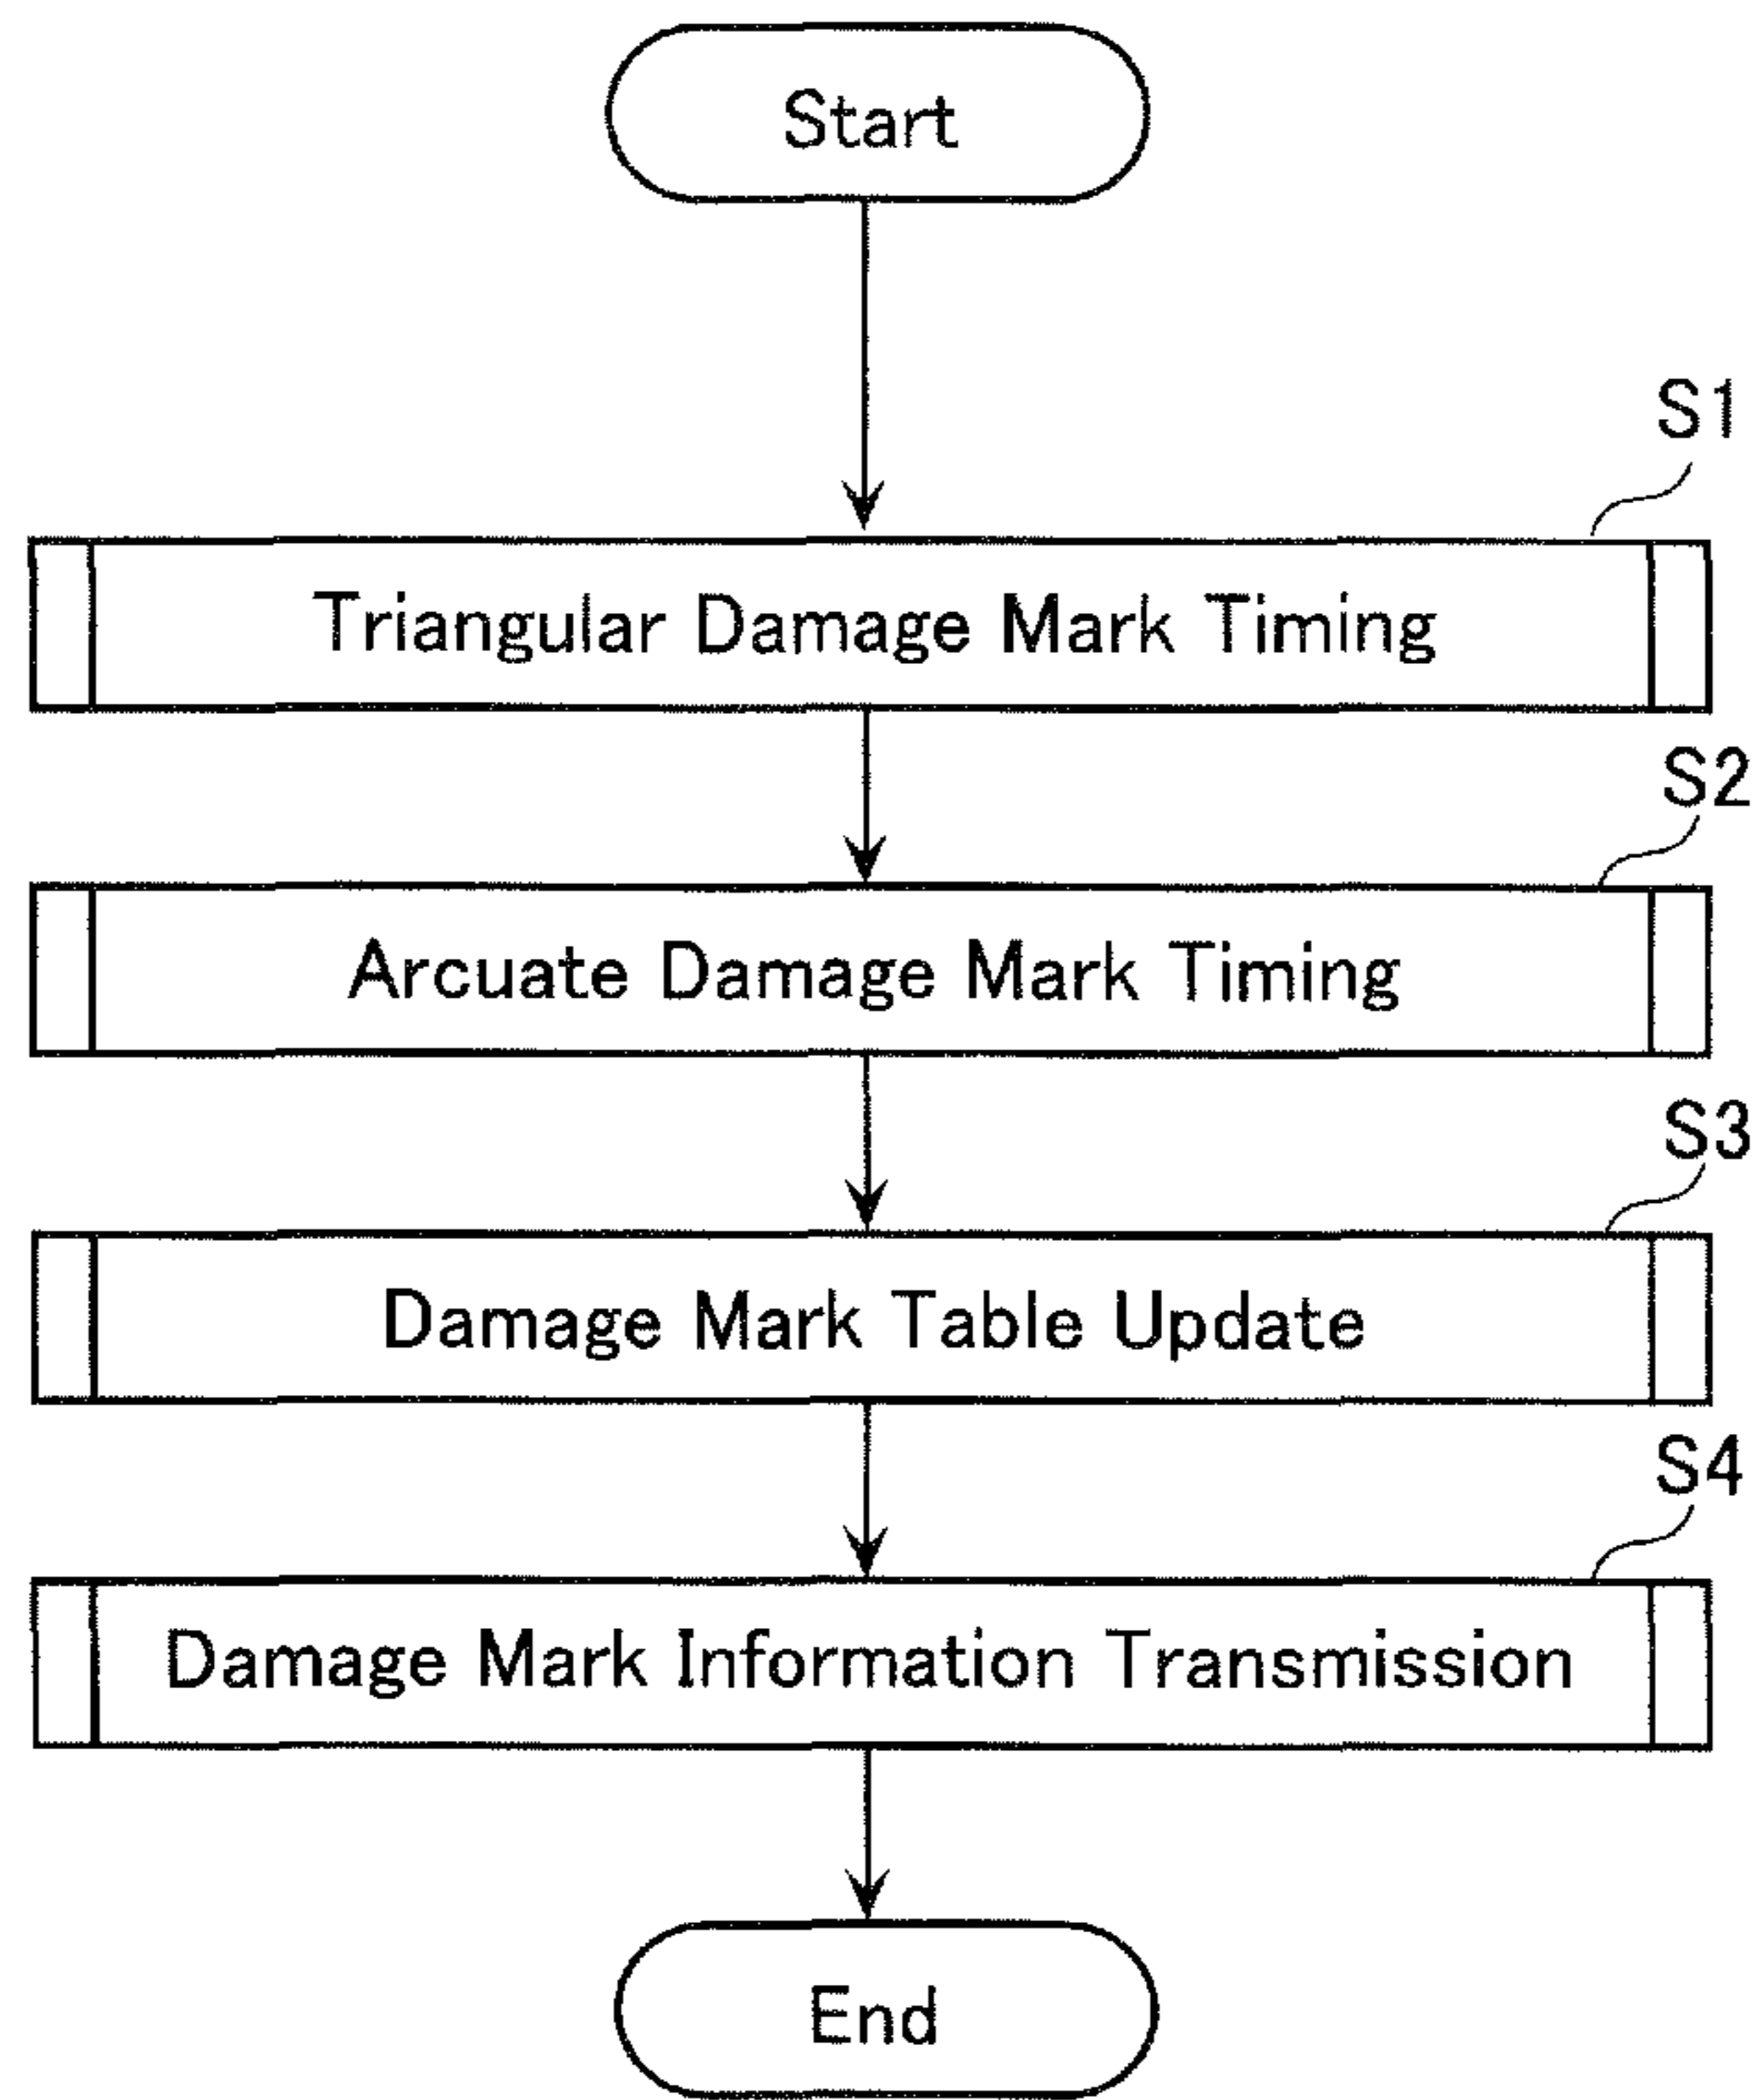 Start
S1
Triangular Damage Mark Timing
S2
Arcuate Damage Mark Timing
S3
Damage Mark Table Update
S4
Damage Mark Information Transmission
End